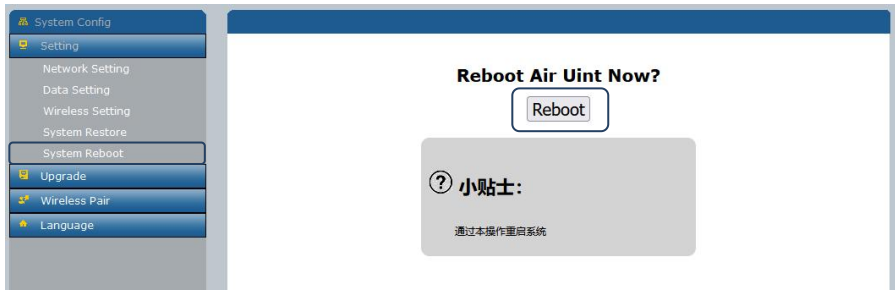 System Config
Setting
Network Setting
Data Setting
Wireless Setting
System Restore
System Reboot
Upgrade
Wireless Pair
Language
Reboot Air Uint Now?
Reboot
? 小贴士:
通过本操作重启系统